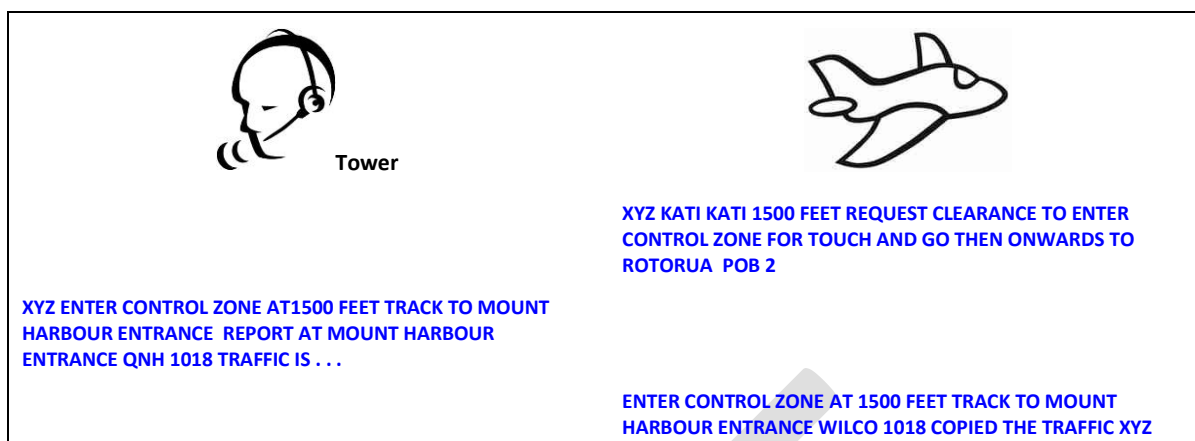 Tower
XYZ KATI KATI 1500 FEET REQUEST CLEARANCE TO ENTER
CONTROL ZONE FOR TOUCH AND GO THEN ONWARDS TO
ROTORUA  POB 2
XYZ ENTER CONTROL ZONE AT1500 FEET TRACK TO MOUNT
HARBOUR ENTRANCE  REPORT AT MOUNT HARBOUR
ENTRANCE QNH 1018 TRAFFIC IS . . .
ENTER CONTROL ZONE AT 1500 FEET TRACK TO MOUNT
HARBOUR ENTRANCE WILCO 1018 COPIED THE TRAFFIC XYZ